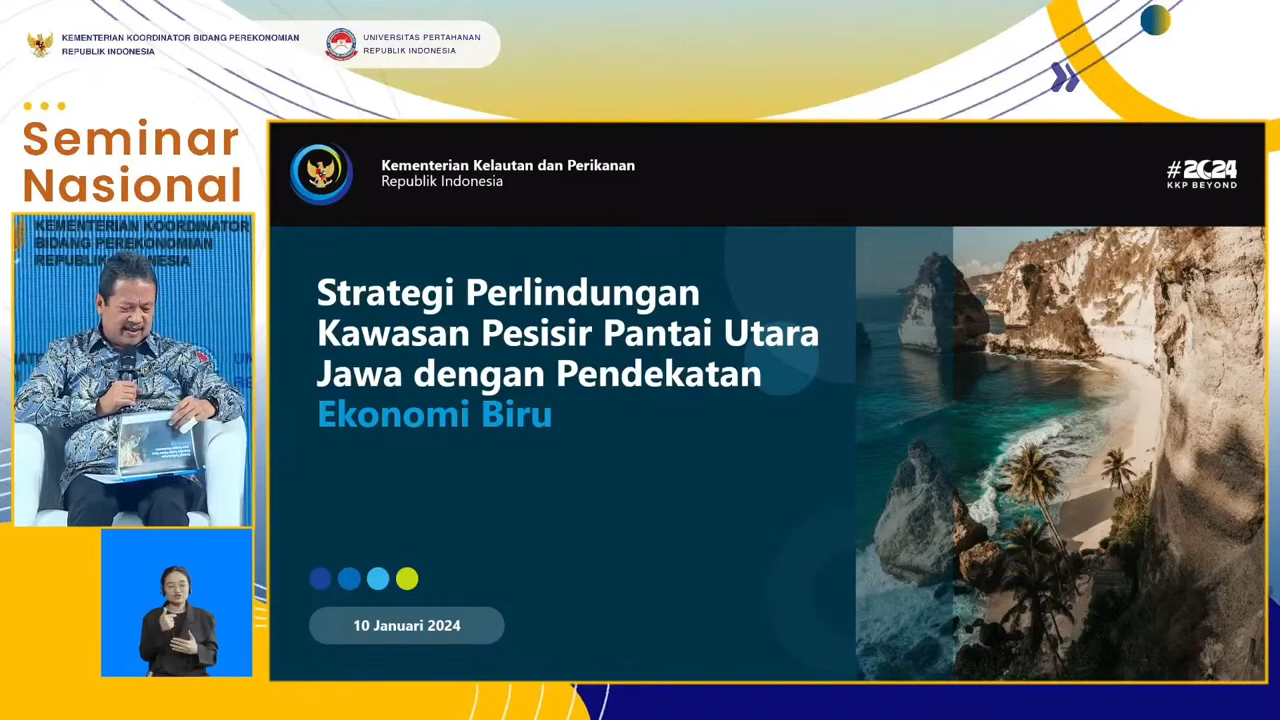 KEMENTERIAN KOORDINATOR BIDANG PEREKONOMIAN
REPUBLIK INDONESIA
UNIVERSITAS PERTAHANAN
REPUBLIK INDONESIA
Seminar
Nasional
KEMENTERIAN KOORDINATOR
BIDANG PEREKONOMIAN
REPUBLIK INDONESIA
Kementerian Kelautan dan Perikanan
Republik Indonesia
#2024
KKP BEYOND
Strategi Perlindungan
Kawasan Pesisir Pantai Utara
Jawa dengan Pendekatan
Ekonomi Biru
10 Januari 2024